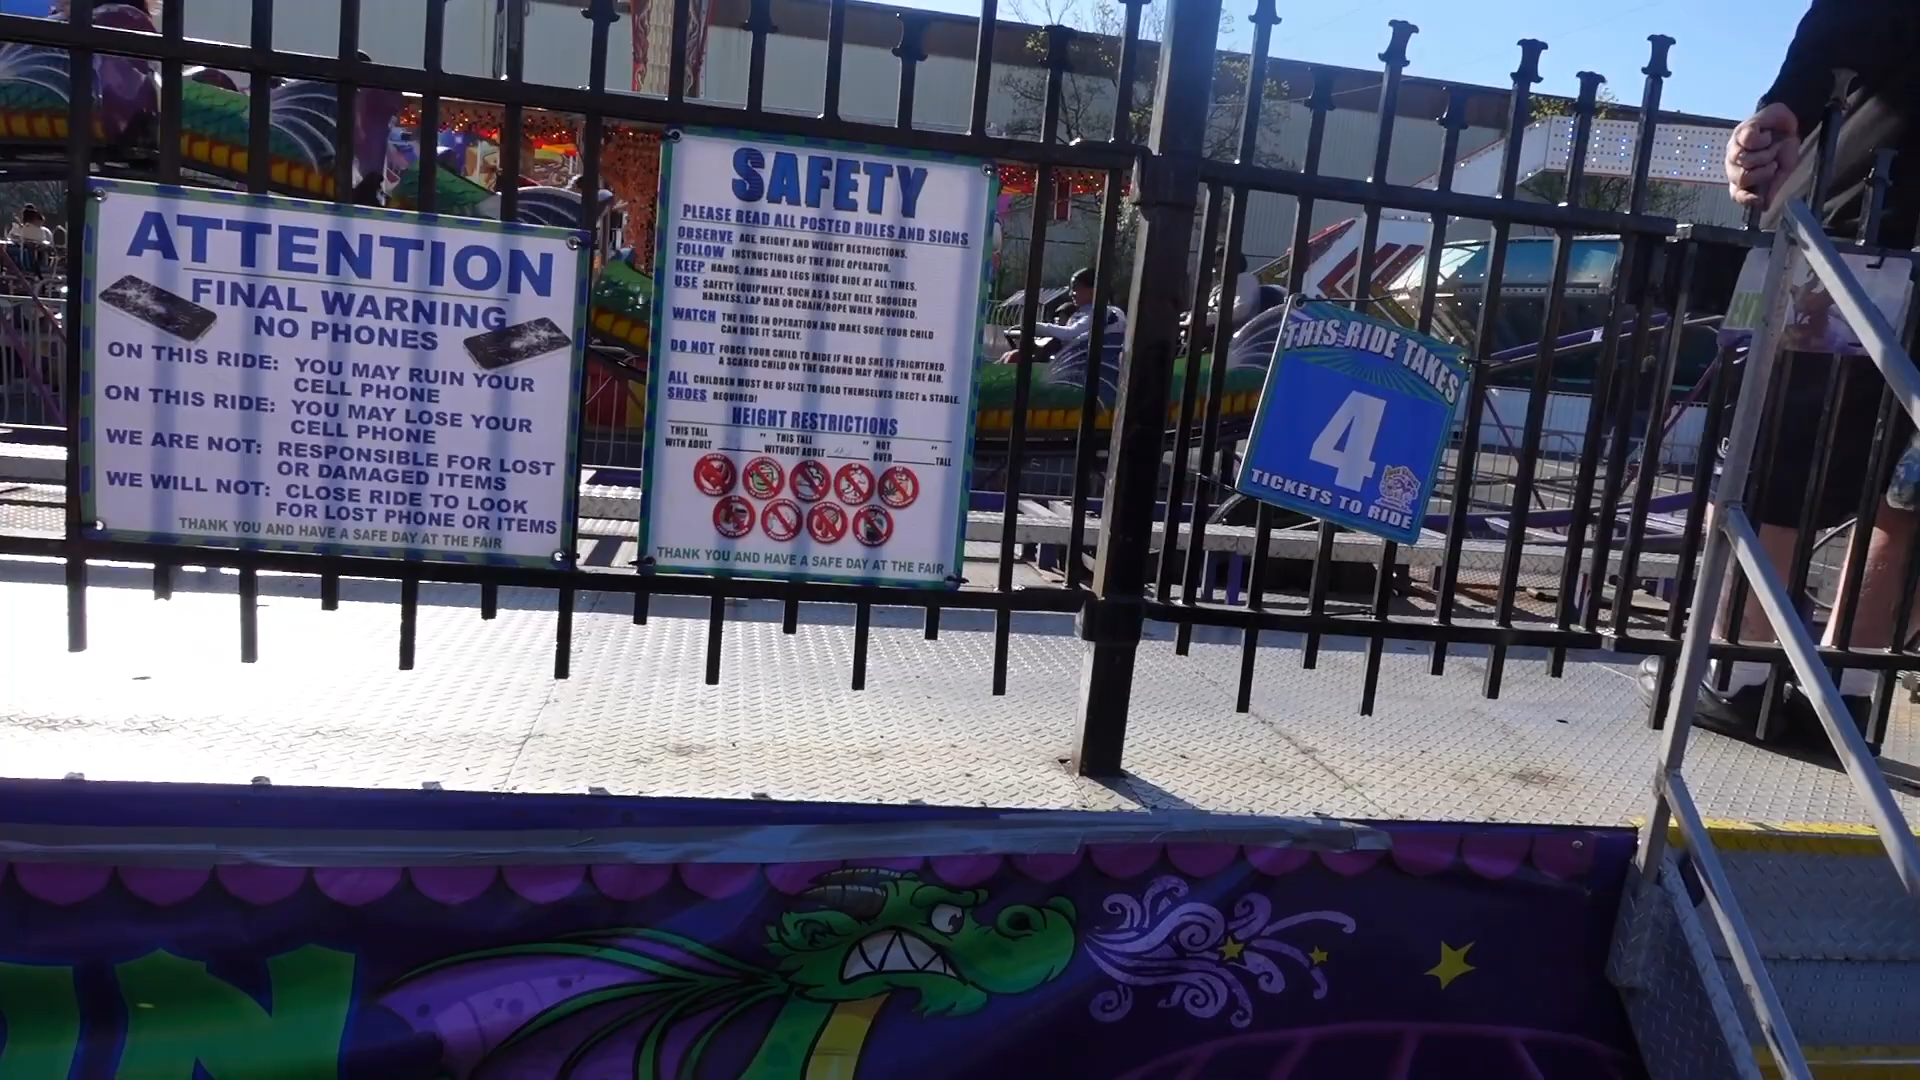 ATTENTION
FINAL WARNING
NO PHONES
ON THIS RIDE: YOU MAY RUIN YOUR
CELL PHONE
ON THIS RIDE: YOU MAY LOSE YOUR
CELL PHONE
WE ARE NOT: RESPONSIBLE FOR LOST
OR DAMAGED ITEMS
WE WILL NOT: CLOSE RIDE TO LOOK
FOR LOST PHONE OR ITEMS
THANK YOU AND HAVE A SAFE DAY AT THE FAIR
SAFETY
PLEASE READ ALL POSTED RULES AND SIGNS
OBSERVE AGE, HEIGHT AND WEIGHT RESTRICTIONS.
FOLLOW INSTRUCTIONS OF THE RIDE OPERATOR.
KEEP HANDS, ARMS AND LEGS INSIDE RIDE AT ALL TIMES.
USE SAFETY EQUIPMENT, SUCH AS A SEAT BELT, SHOULDER
HARNESS, LAP BAR OR CHAIN/ROPE WHEN PROVIDED.
WATCH THE RIDE IN OPERATION AND MAKE SURE YOUR CHILD
CAN RIDE IT SAFELY.
DO NOT FORCE YOUR CHILD TO RIDE IF HE OR SHE IS FRIGHTENED.
A SCARED CHILD ON THE GROUND MAY PANIC IN THE AIR.
ALL CHILDREN MUST BE OF SIZE TO HOLD THEMSELVES ERECT & STABLE.
SHOES REQUIRED!
HEIGHT RESTRICTIONS
THIS TALL " THIS TALL " NOT "
WITH ADULT WITHOUT ADULT OVER TALL
THANK YOU AND HAVE A SAFE DAY AT THE FAIR
THIS RIDE TAKES
4
TICKETS TO RIDE
N